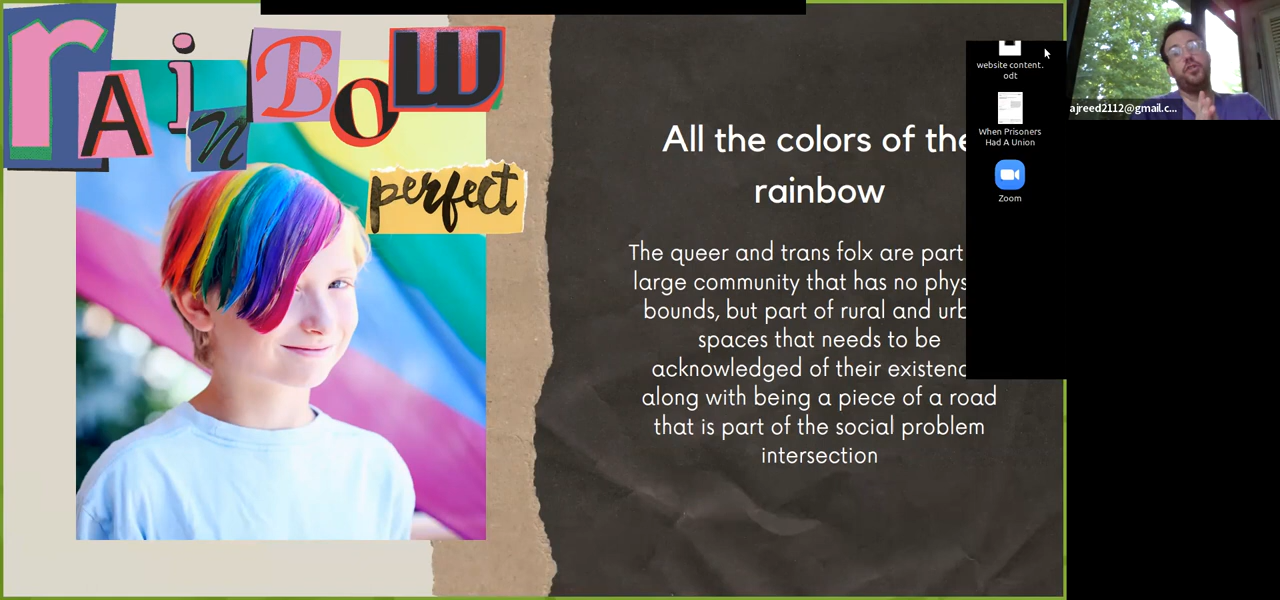 rAinBow
perfect
All the colors of the
rainbow
The queer and trans folx are part
large community that has no phys
bounds, but part of rural and urb
spaces that needs to be
acknowledged of their existenc
along with being a piece of a road
that is part of the social problem
intersection
website content.
odt
When Prisoners
Had A Union
Zoom
ajreed2112@gmail.c...